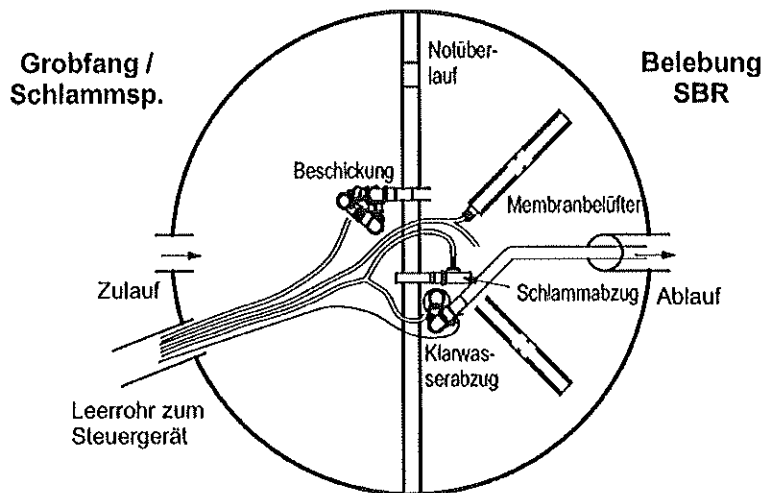 Grobfang /
Schlammsp.
Notüber-
lauf
Belebung
SBR
Beschickung
Membranbelüfter
Zulauf
Schlammabzug
Ablauf
Klarwas-
serabzug
Leerrohr zum
Steuergerät